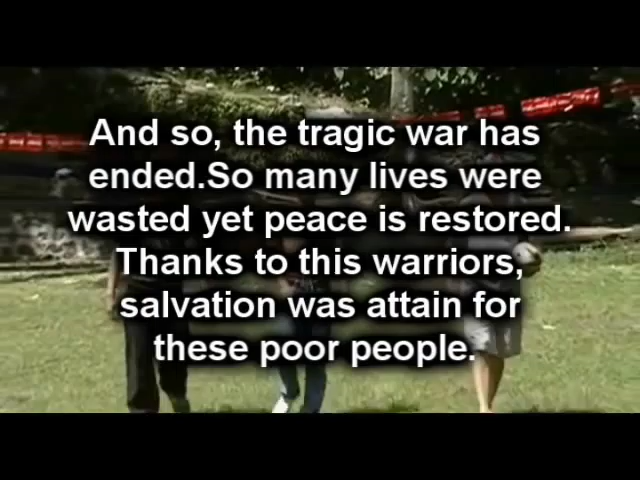 And so, the tragic war has
ended.So many lives were
wasted yet peace is restored.
Thanks to this warriors,
salvation was attain for
these poor people.